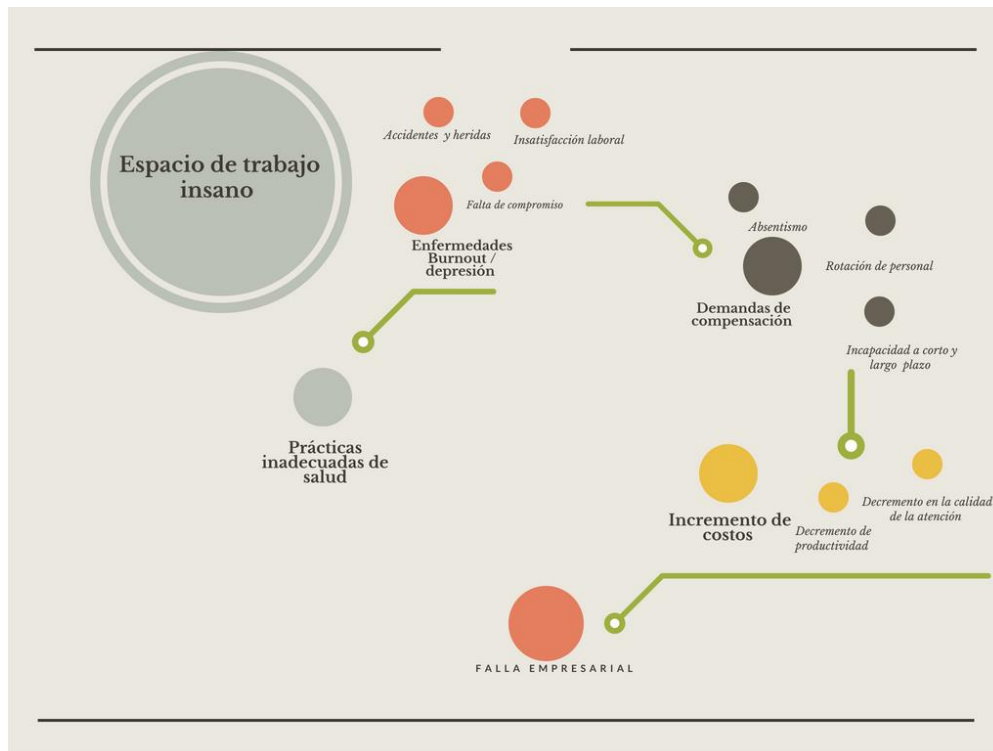 Espacio de trabajo
insano
Accidentes y heridas
Insatisfacción laboral
Falta de compromiso
Enfermedades
Burnout /
depresión
Absentismo
Rotación de personal
Demandas de
compensación
Incapacidad a corto y
largo plazo
Prácticas
inadecuadas de
salud
Incremento de
costos
Decremento de
productividad
Decremento en la calidad
de la atención
FALLA EMPRESARIAL